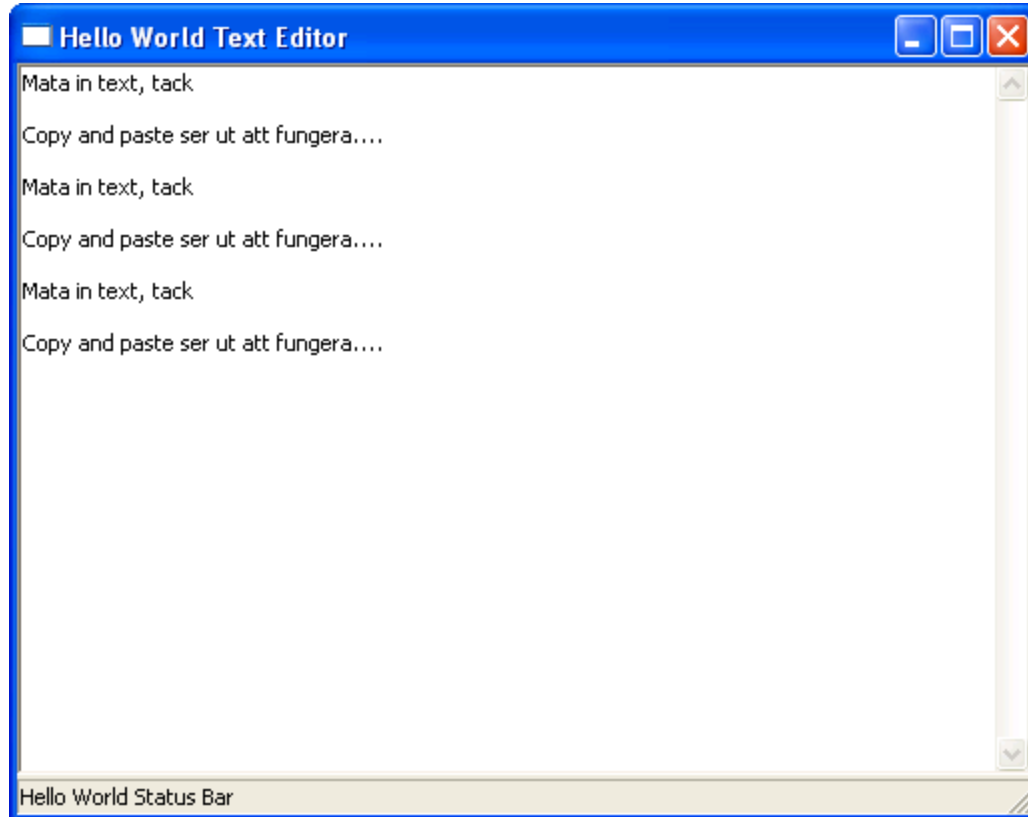 Hello World Text Editor
Mata in text, tack
Copy and paste ser ut att fungera....
Mata in text, tack
Copy and paste ser ut att fungera....
Mata in text, tack
Copy and paste ser ut att fungera....
Hello World Status Bar